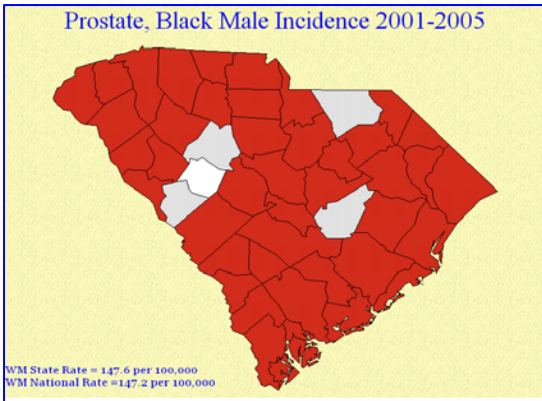 Prostate, Black Male Incidence 2001-2005
WM State Rate = 147.6 per 100,000
WM National Rate =147.2 per 100,000